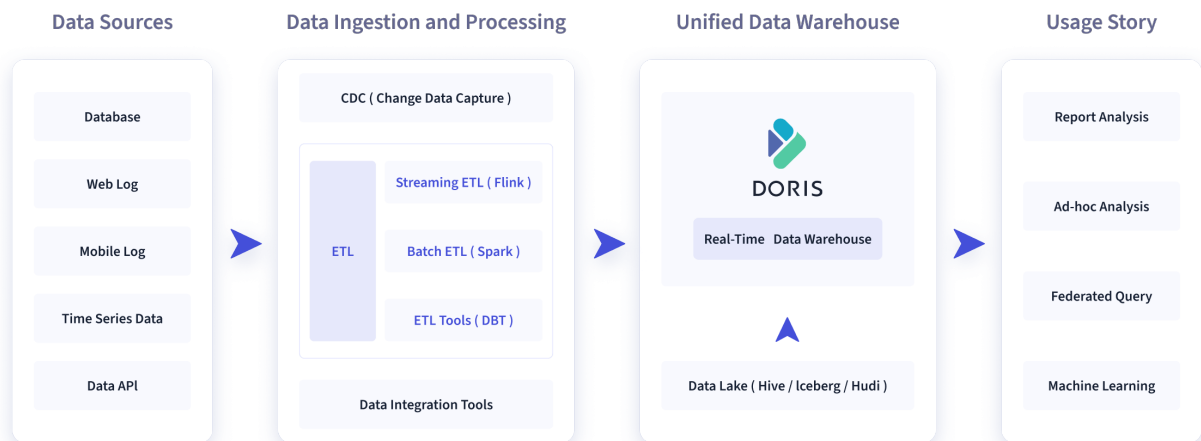 Data Sources
Data Ingestion and Processing
Unified Data Warehouse
Usage Story
Database
Web Log
Mobile Log
Time Series Data
Data API
CDC ( Change Data Capture )
ETL
Streaming ETL ( Flink )
Batch ETL ( Spark )
ETL Tools ( DBT )
Data Integration Tools
DORIS
Real-Time Data Warehouse
Data Lake ( Hive / Iceberg / Hudi )
Report Analysis
Ad-hoc Analysis
Federated Query
Machine Learning